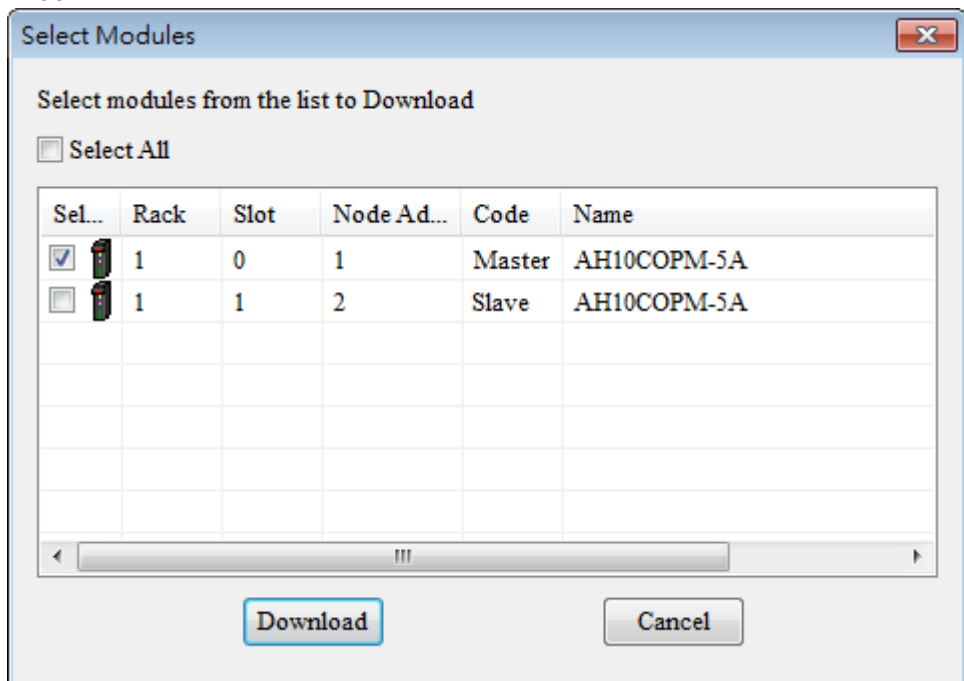 Select Modules
Select modules from the list to Download
Select All
Sel... Rack Slot Node Ad... Code Name
1 0 1 Master AH10COPM-5A
1 1 2 Slave AH10COPM-5A
Download Cancel